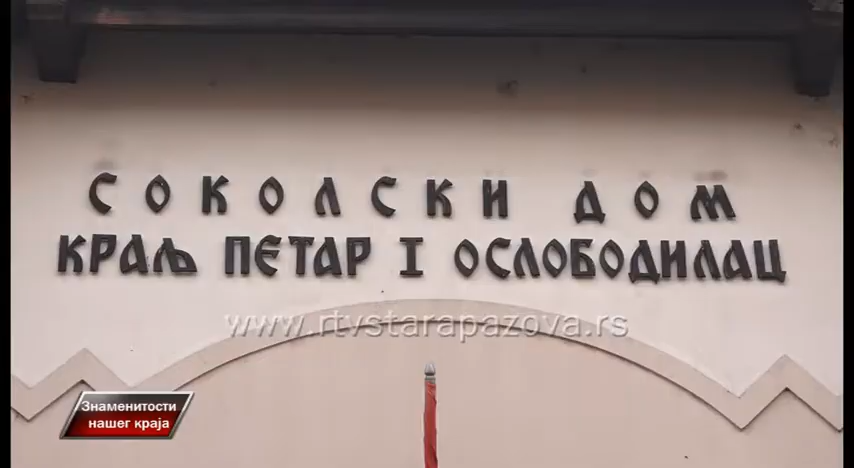 СОКОЛСКИ ДОМ
КРАЉ ПЕТАР I ОСЛОБОДИЛАЦ
www.rtvstarapazova.rs
Знаменитости
нашег краја